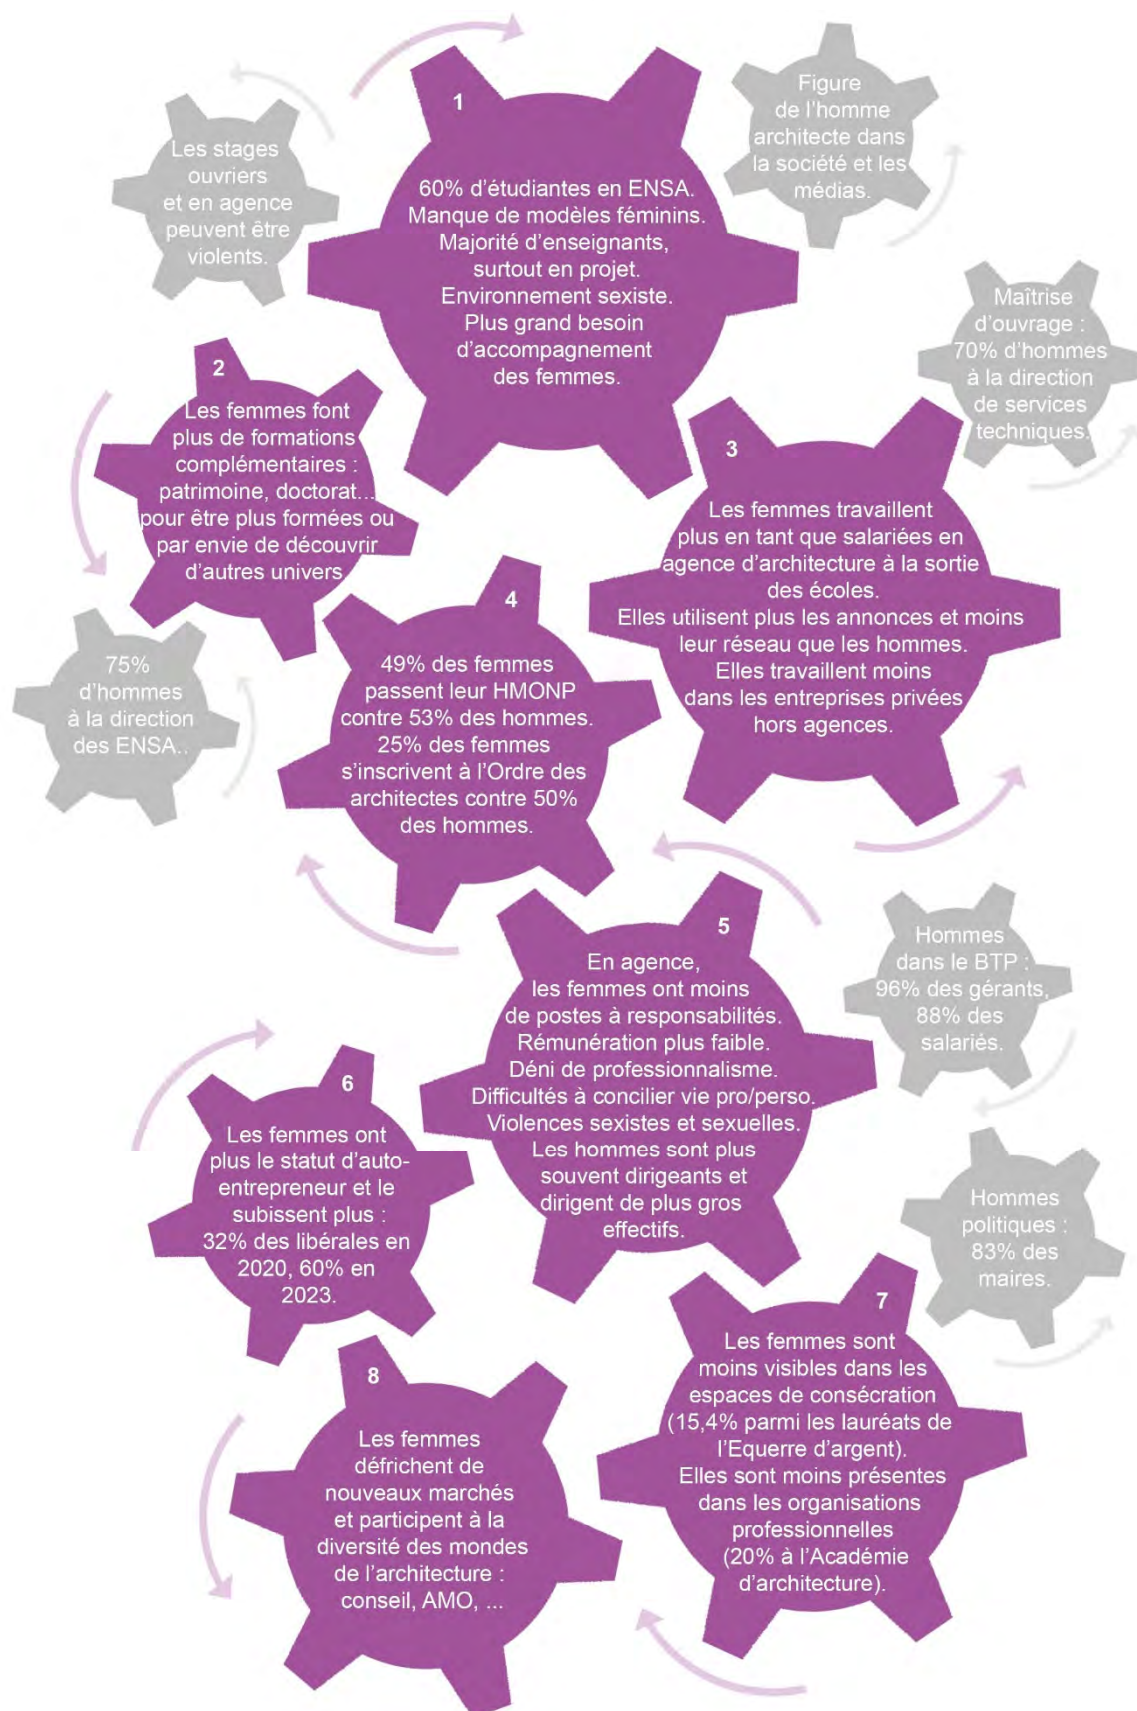 1
60% d'étudiantes en ENSA.
Manque de modèles féminins.
Majorité d'enseignants,
surtout en projet.
Environnement sexiste.
Plus grand besoin
d'accompagnement
des femmes.
Figure
de l'homme
architecte dans
la société et les
médias.
Les stages
ouvriers
et en agence
peuvent être
violents.
Maîtrise
d'ouvrage :
70% d'hommes
à la direction
de services
techniques.
2
Les femmes font
plus de formations
complémentaires :
patrimoine, doctorat...
pour être plus formées ou
par envie de découvrir
d'autres univers
3
Les femmes travaillent
plus en tant que salariées en
agence d'architecture à la sortie
des écoles.
Elles utilisent plus les annonces et moins
leur réseau que les hommes.
Elles travaillent moins
dans les entreprises privées
hors agences.
75%
d'hommes
à la direction
des ENSA..
4
49% des femmes
passent leur HMONP
contre 53% des hommes.
25% des femmes
s'inscrivent à l'Ordre des
architectes contre 50%
des hommes.
5
En agence,
les femmes ont moins
de postes à responsabilités.
Rémunération plus faible.
Déni de professionnalisme.
Difficultés à concilier vie pro/perso.
Violences sexistes et sexuelles.
Les hommes sont plus
souvent dirigeants et
dirigent de plus gros
effectifs.
Hommes
dans le BTP :
96% des gérants,
88% des
salariés.
6
Les femmes ont
plus le statut d'auto-
entrepreneur et le
subissent plus :
32% des libérales en
2020, 60% en
2023.
Hommes
politiques :
83% des
maires.
7
Les femmes sont
moins visibles dans les
espaces de consécration
(15,4% parmi les lauréats de
l'Equerre d'argent).
Elles sont moins présentes
dans les organisations
professionnelles
(20% à l'Académie
d'architecture).
8
Les femmes
défrichent de
nouveaux marchés
et participent à la
diversité des mondes
de l'architecture :
conseil, AMO, ...